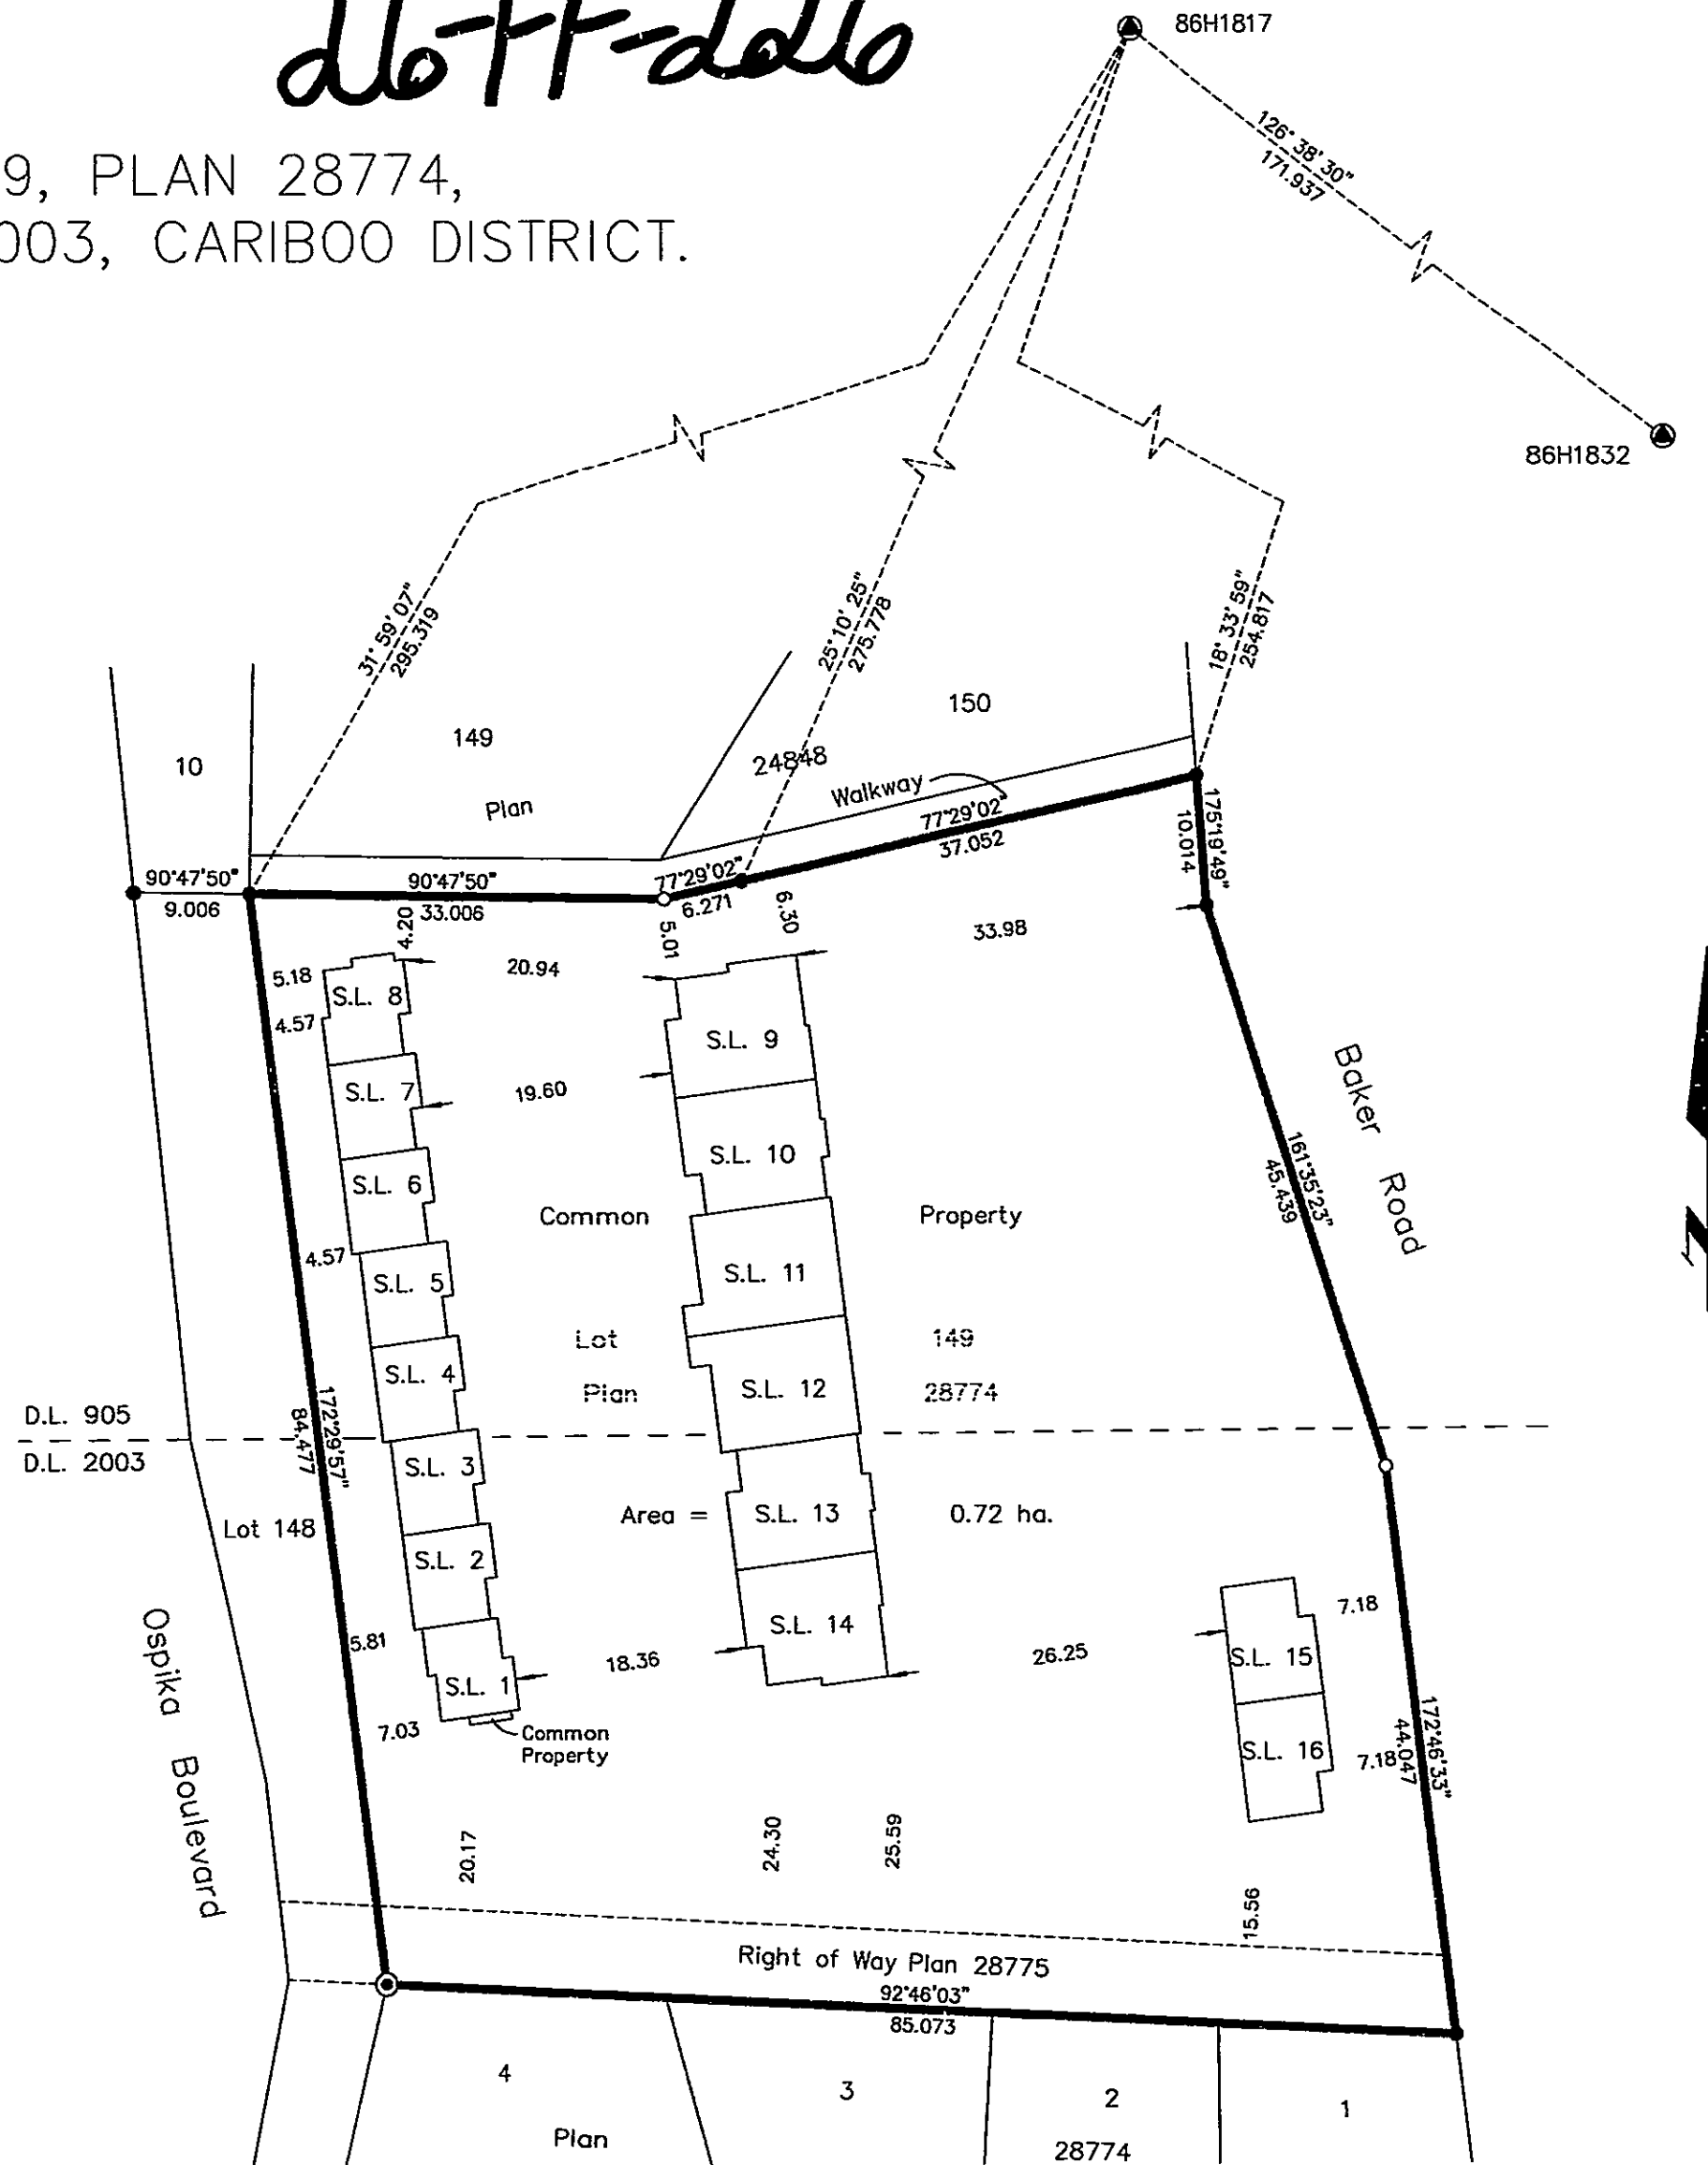 86H1817
9, PLAN 28774,
003, CARIBOO DISTRICT.
126°38'30"
171.937
86H1832
31°59'07"
295.319
25°10'25"
275.778
18°33'59"
254.817
10
149
150
24848
Plan
Walkway
77°29'02"
37.052
175°19'49"
10.014
90°47'50"
9.006
90°47'50"
33.006
77°29'02"
6.271
4.20
5.01
6.30
33.98
20.94
5.18
S.L. 8
4.57
S.L. 9
S.L. 7
19.60
S.L. 10
S.L. 6
Common Property
Baker Road
161°35'23"
45.439
4.57
S.L. 5
S.L. 11
Lot 149
S.L. 4
S.L. 12
Plan 28774
D.L. 905
D.L. 2003
172°29'57"
84.477
S.L. 3
Lot 148
Area = 0.72 ha.
S.L. 13
S.L. 2
5.81
S.L. 14
7.18
S.L. 1
18.36
26.25
S.L. 15
7.03
Common
Property
S.L. 16
7.18
172°46'33"
44.047
Ospika Boulevard
20.17
24.30
25.59
15.56
Right of Way Plan 28775
92°46'03"
85.073
4
3
2
1
Plan
28774